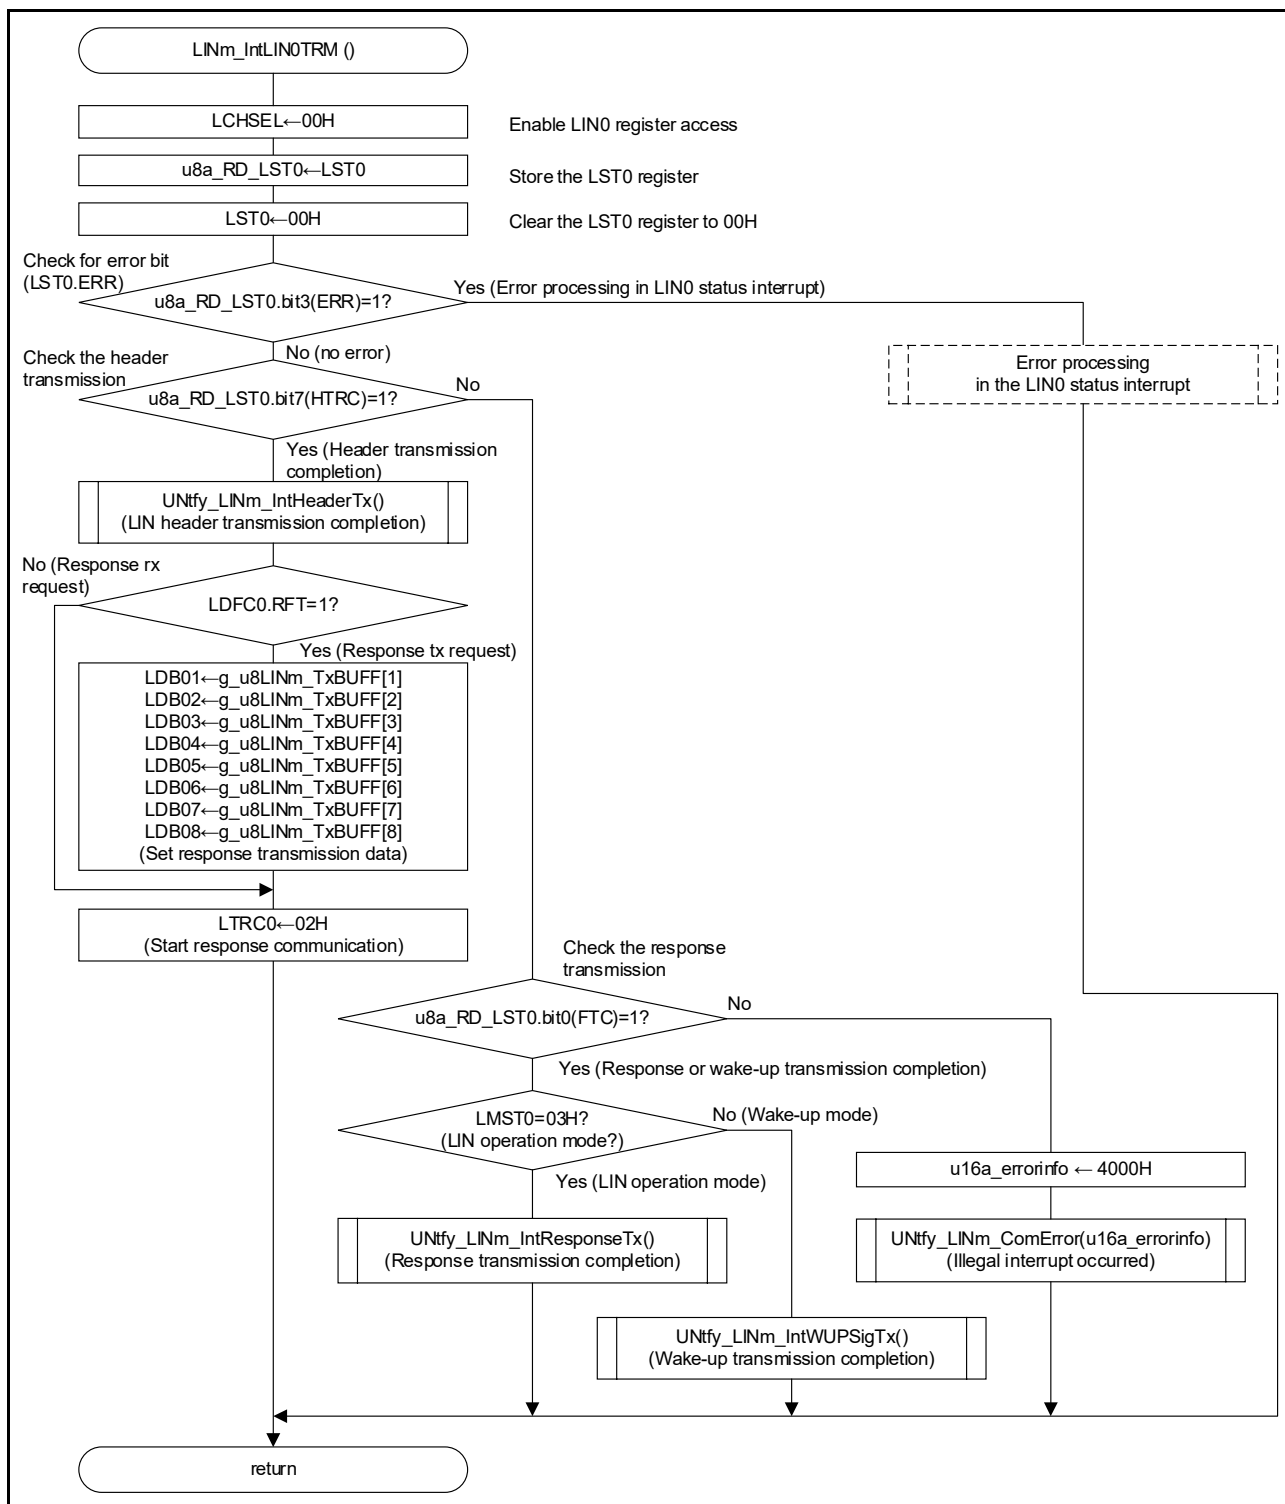 LINm_IntLIN0TRM ()
LCHSEL←00H
Enable LIN0 register access
u8a_RD_LST0←LST0
Store the LST0 register
LST0←00H
Clear the LST0 register to 00H
Check for error bit
(LST0.ERR)
u8a_RD_LST0.bit3(ERR)=1?
Yes (Error processing in LIN0 status interrupt)
No (no error)
Error processing
in the LIN0 status interrupt
Check the header
transmission
u8a_RD_LST0.bit7(HTRC)=1?
No
Yes (Header transmission
completion)
UNtfy_LINm_IntHeaderTx()
(LIN header transmission completion)
No (Response rx
request)
LDFC0.RFT=1?
Yes (Response tx request)
LDB01←g_u8LINm_TxBUFF[1]
LDB02←g_u8LINm_TxBUFF[2]
LDB03←g_u8LINm_TxBUFF[3]
LDB04←g_u8LINm_TxBUFF[4]
LDB05←g_u8LINm_TxBUFF[5]
LDB06←g_u8LINm_TxBUFF[6]
LDB07←g_u8LINm_TxBUFF[7]
LDB08←g_u8LINm_TxBUFF[8]
(Set response transmission data)
LTRC0←02H
(Start response communication)
Check the response
transmission
u8a_RD_LST0.bit0(FTC)=1?
No
Yes (Response or wake-up transmission completion)
LMST0=03H?
(LIN operation mode?)
No (Wake-up mode)
Yes (LIN operation mode)
u16a_errorinfo ← 4000H
UNtfy_LINm_IntResponseTx()
(Response transmission completion)
UNtfy_LINm_ComError(u16a_errorinfo)
(Illegal interrupt occurred)
UNtfy_LINm_IntWUPSigTx()
(Wake-up transmission completion)
return